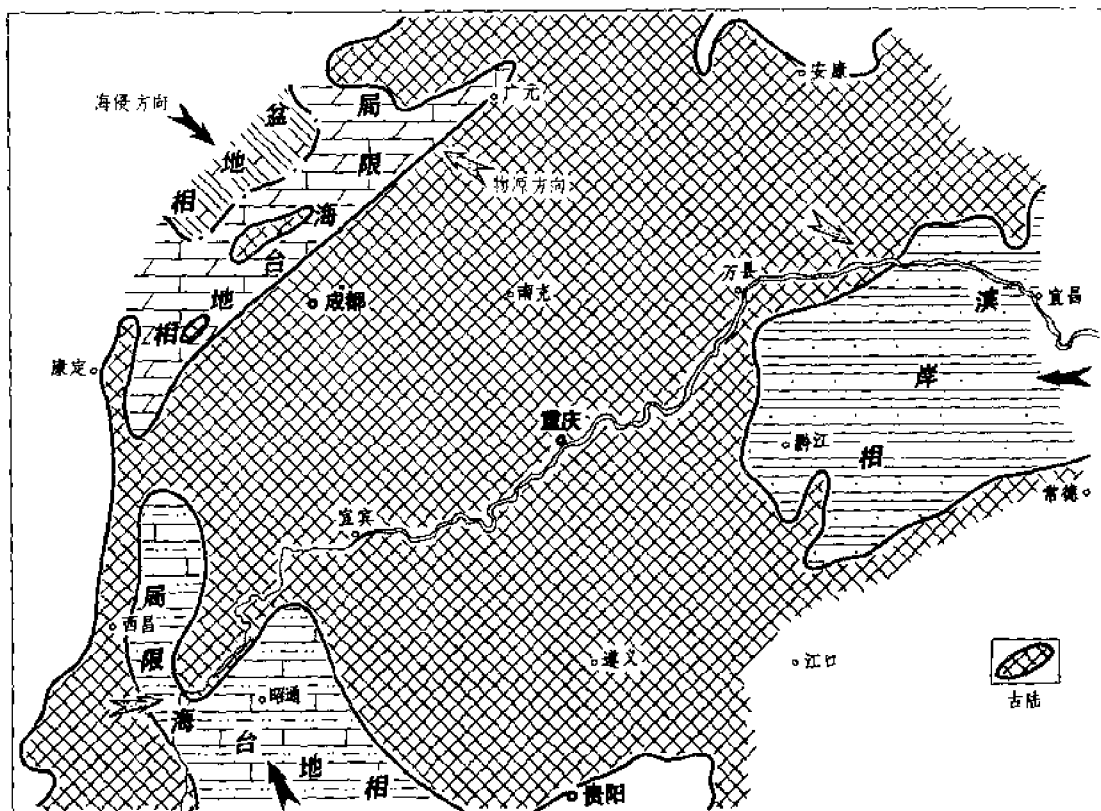 安康
海侵方向
广元
盆地相
局限海台地相
物源方向
万县
宜昌
成都
南充
滨岸相
康定
重庆
黔江
常德
宜宾
西昌
局限海台地相
遵义
江口
昭通
古陆
贵阳